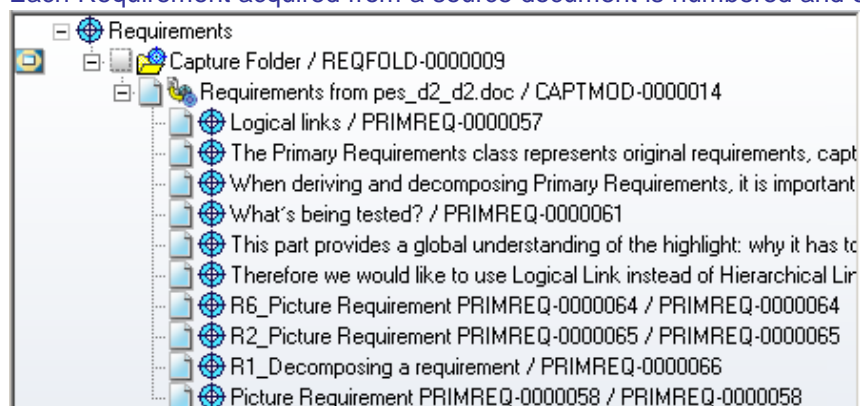 Each Requirement acquired from a source document is numbered and
Requirements
Capture Folder / REQFOLD-0000009
Requirements from pes_d2_d2.doc / CAPTMOD-0000014
Logical links / PRIMREQ-0000057
The Primary Requirements class represents original requirements, capt
When deriving and decomposing Primary Requirements, it is important
What's being tested? / PRIMREQ-0000061
This part provides a global understanding of the highlight: why it has to
Therefore we would like to use Logical Link instead of Hierarchical Lin
R6_Picture Requirement PRIMREQ-0000064 / PRIMREQ-0000064
R2_Picture Requirement PRIMREQ-0000065 / PRIMREQ-0000065
R1_Decomposing a requirement / PRIMREQ-0000066
Picture Requirement PRIMREQ-0000058 / PRIMREQ-0000058